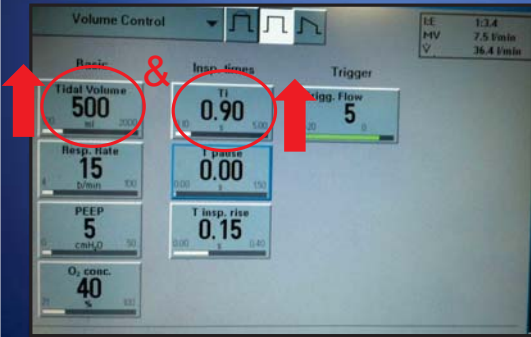 Volume Control
I:E 1:3.4
MV 7.5 l/min
36.4 l/min
Basic
&
Insp. times
Trigger
Tidal Volume
500
ml 2000
Ti
0.90
s 5.00
Trigg. Flow
5
20 0
Resp. Rate
15
4 b/min 100
T pause
0.00
0.00 s 1.50
PEEP
5
0 cmH₂O 50
T insp. rise
0.15
0.00 s 0.40
O₂ conc.
40
21 % 100